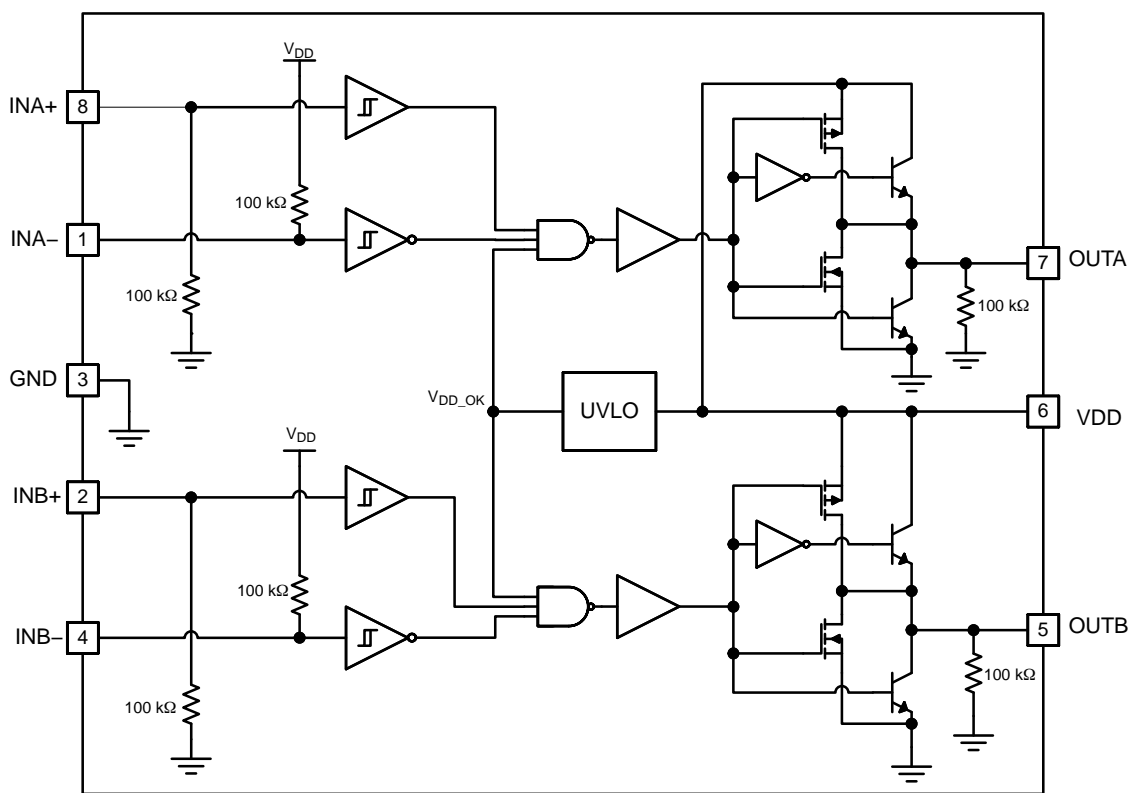 V_DD
INA+
8
INA–
1
100 kΩ
100 kΩ
7
OUTA
100 kΩ
GND
3
V_DD_OK
UVLO
6
VDD
V_DD
INB+
2
100 kΩ
INB–
4
5
OUTB
100 kΩ
100 kΩ